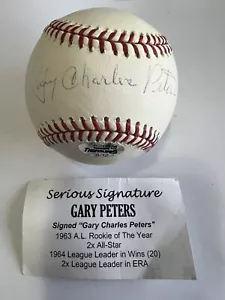 Gary Charles Peters
Serious Signature
GARY PETERS
Signed "Gary Charles Peters"
1963 A.L. Rookie of The Year
2x All-Star
1964 League Leader in Wins (20)
2x League Leader in ERA